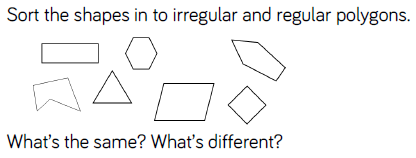 Sort the shapes in to irregular and regular polygons.
What's the same? What's different?